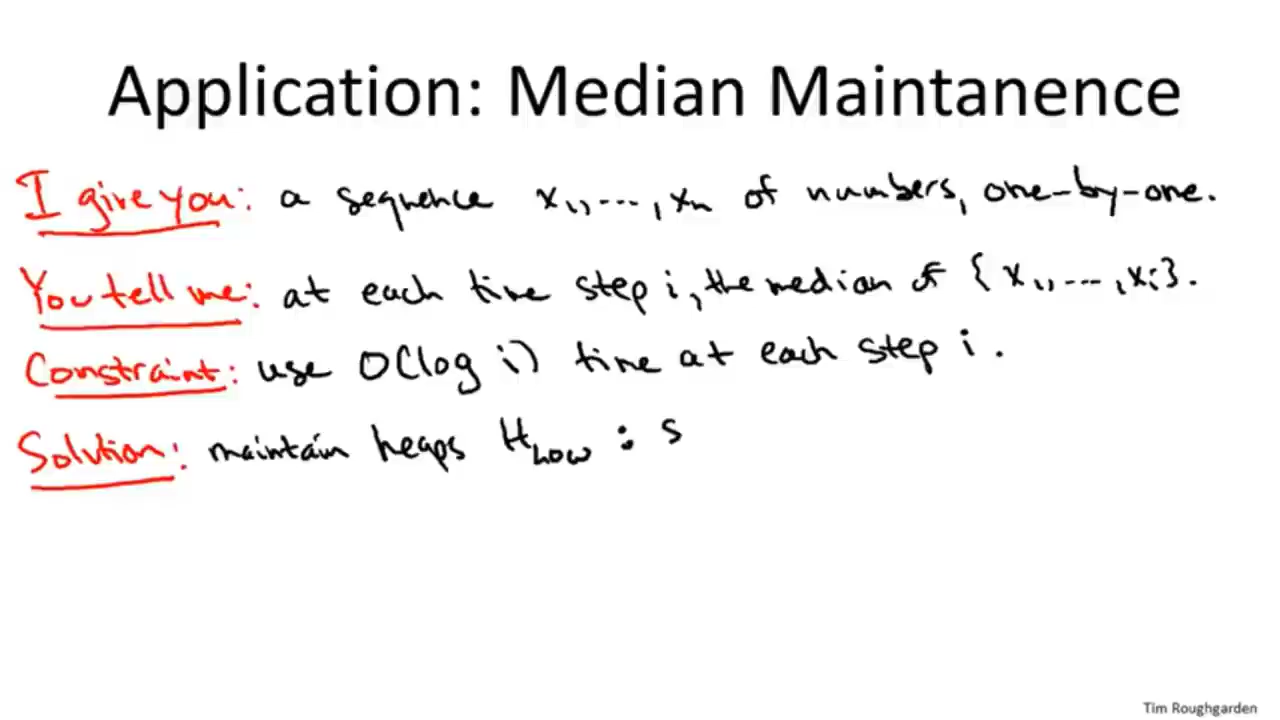 Application: Median Maintanence
I give you: a sequence x1,...,xn of numbers, one-by-one.
You tell me: at each time step i, the median of {x1,...,xi}.
Constraint: use O(log i) time at each step i.
Solution: maintain heaps HLow : s
Tim Roughgarden